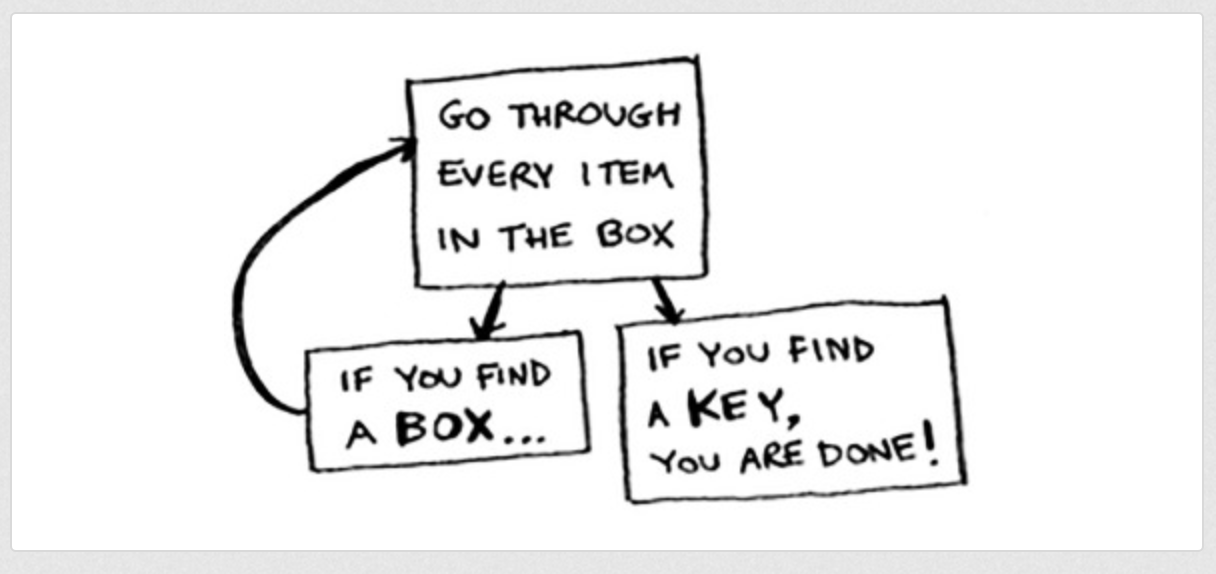 GO THROUGH
EVERY ITEM
IN THE BOX
IF YOU FIND
A BOX...
IF YOU FIND
A KEY,
YOU ARE DONE!